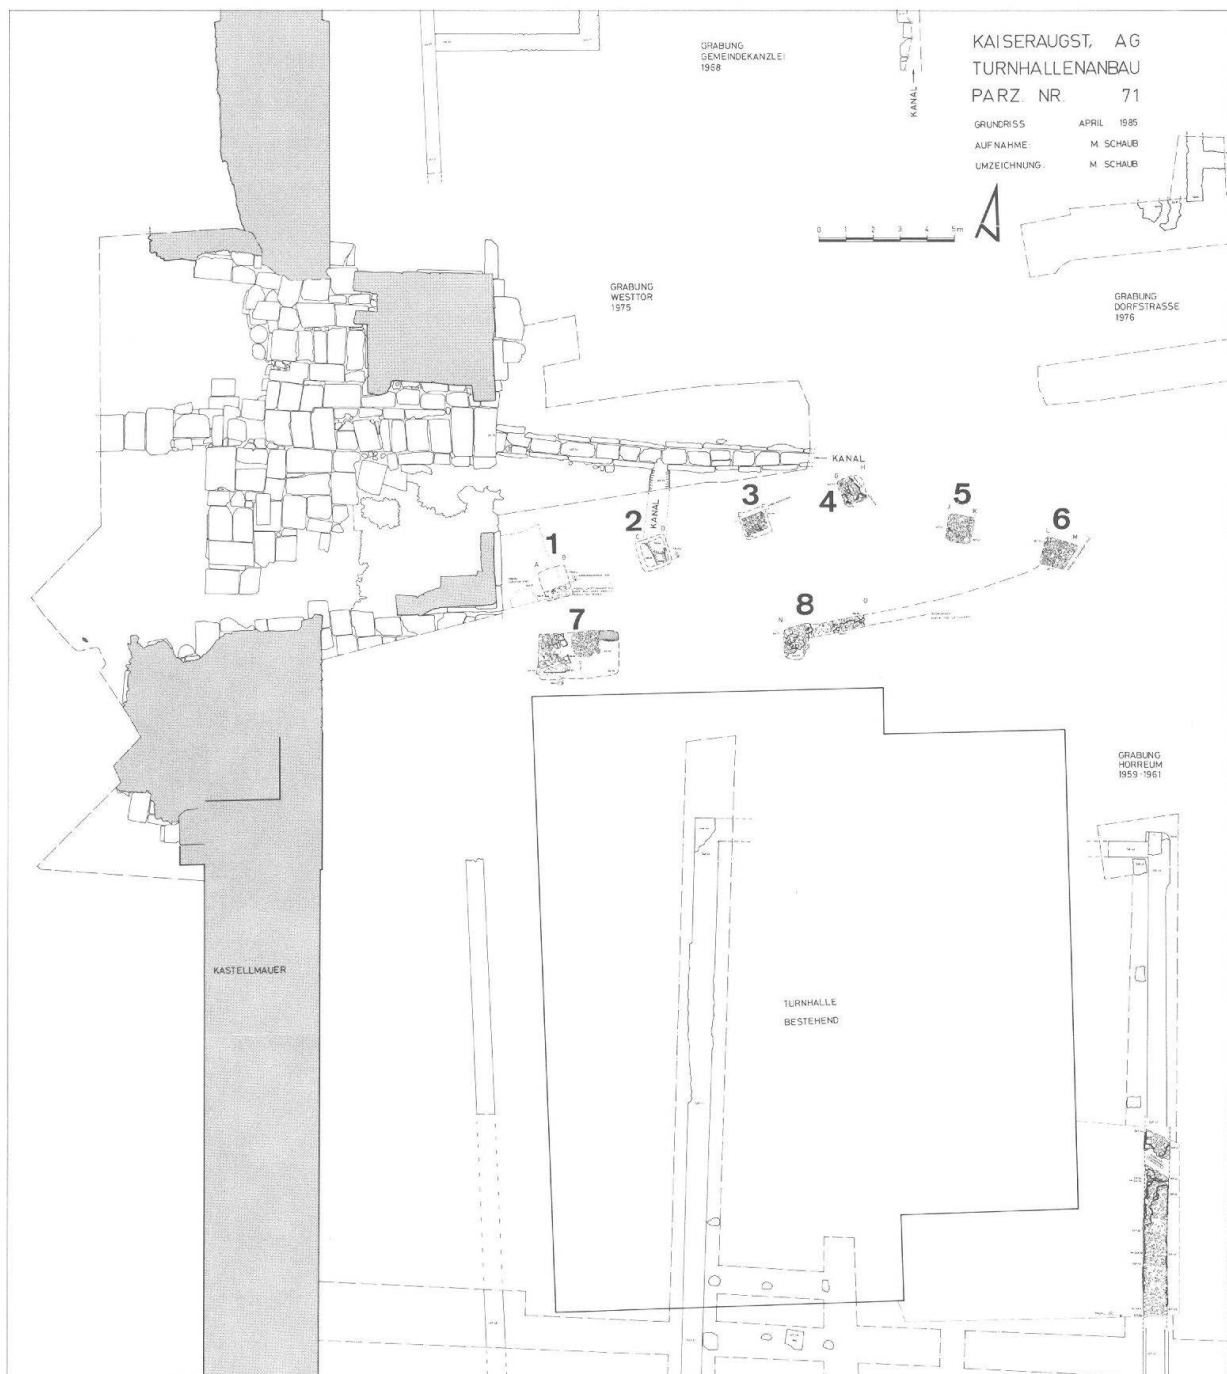 GRABUNG
GEMEINDEKANZLEI
1968
KANAL
KAISERAUGST, AG
TURNHALLENANBAU
PARZ. NR. 71
GRUNDRISS APRIL 1985
AUFNAHME: M. SCHAUB
UMZEICHNUNG: M. SCHAUB
0 1 2 3 4 5m
GRABUNG
WESTTOR
1975
GRABUNG
DORFSTRASSE
1976
KANAL
KANAL
1
A B
2
C D
3
4
G H
5
J K
6
L M
7
8
N O
GRABUNG
HORREUM
1959-1961
KASTELLMAUER
TURNHALLE
BESTEHEND